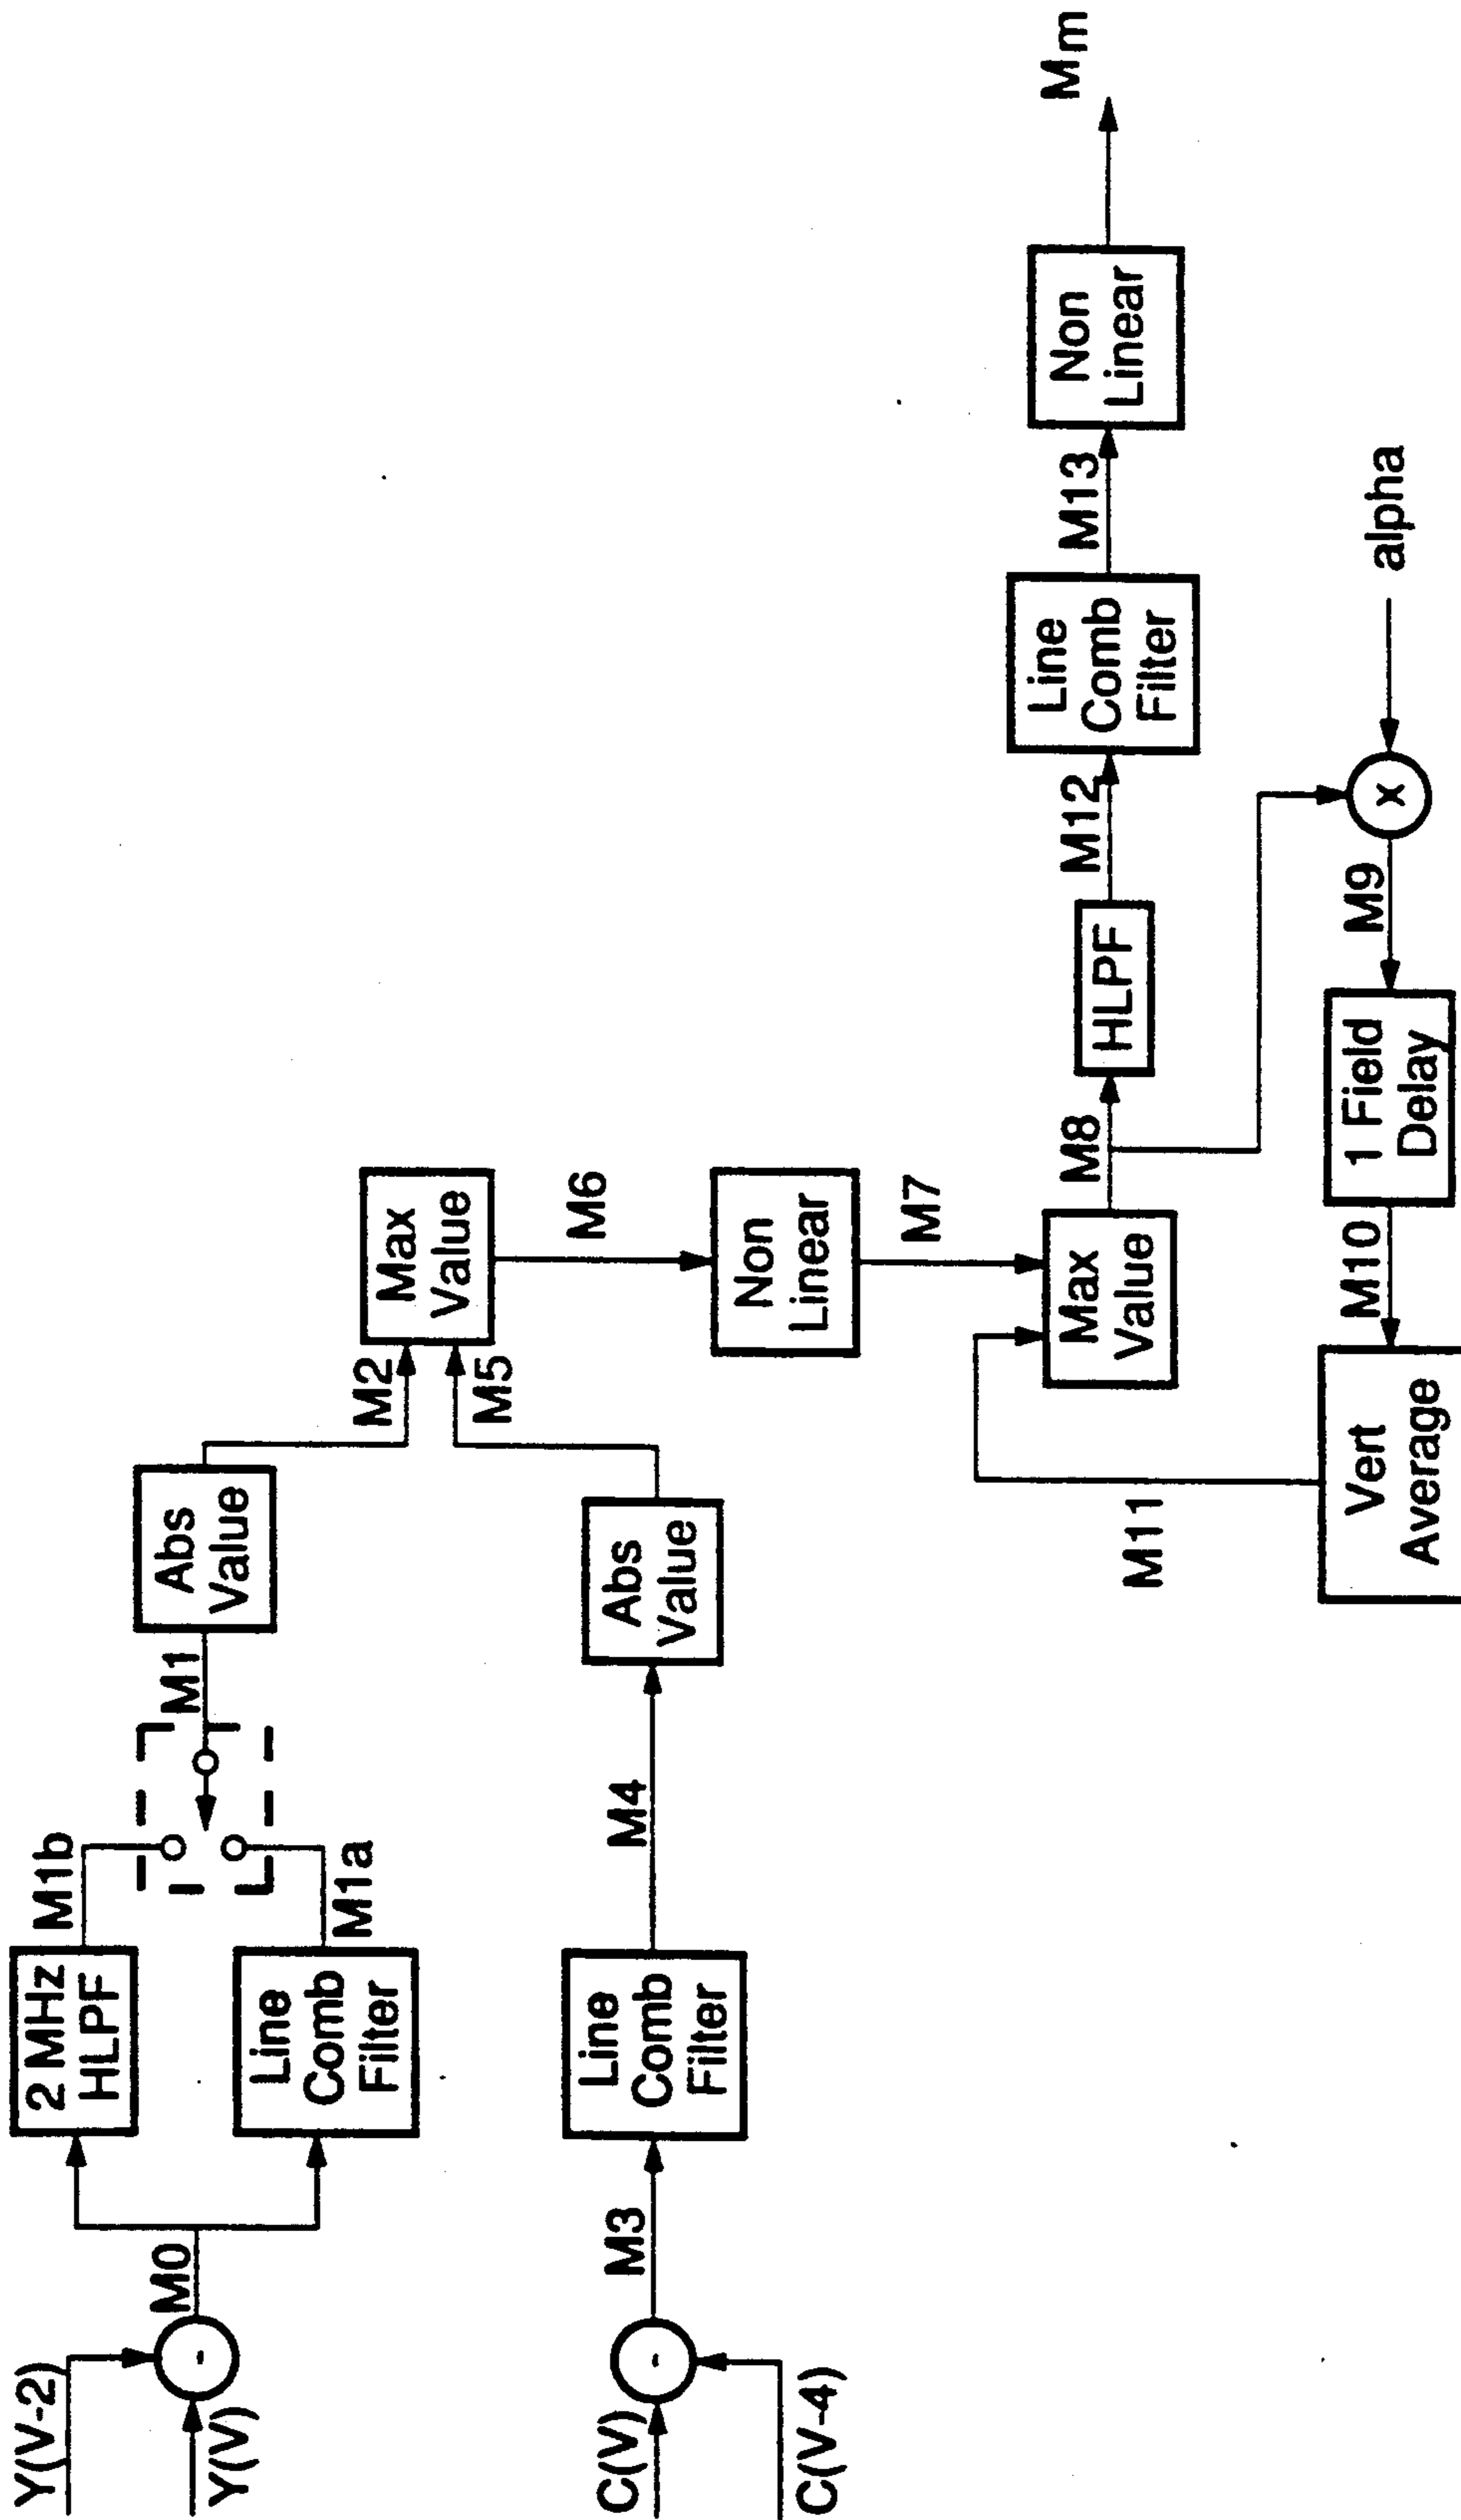 Y(V-2)
Y(V)
M0
2 MHz
HLPF
Line
Comb
Filter
M1b
M1a
M1
Abs
Value
M2
C(V)
C(V-4)
M3
Line
Comb
Filter
M4
Abs
Value
M5
Max
Value
M6
Non
Linear
M7
Max
Value
M8
HLPF
M12
Line
Comb
Filter
M13
Non
Linear
Mm
alpha
x
M9
1 Field
Delay
M10
Vert
Average
M11